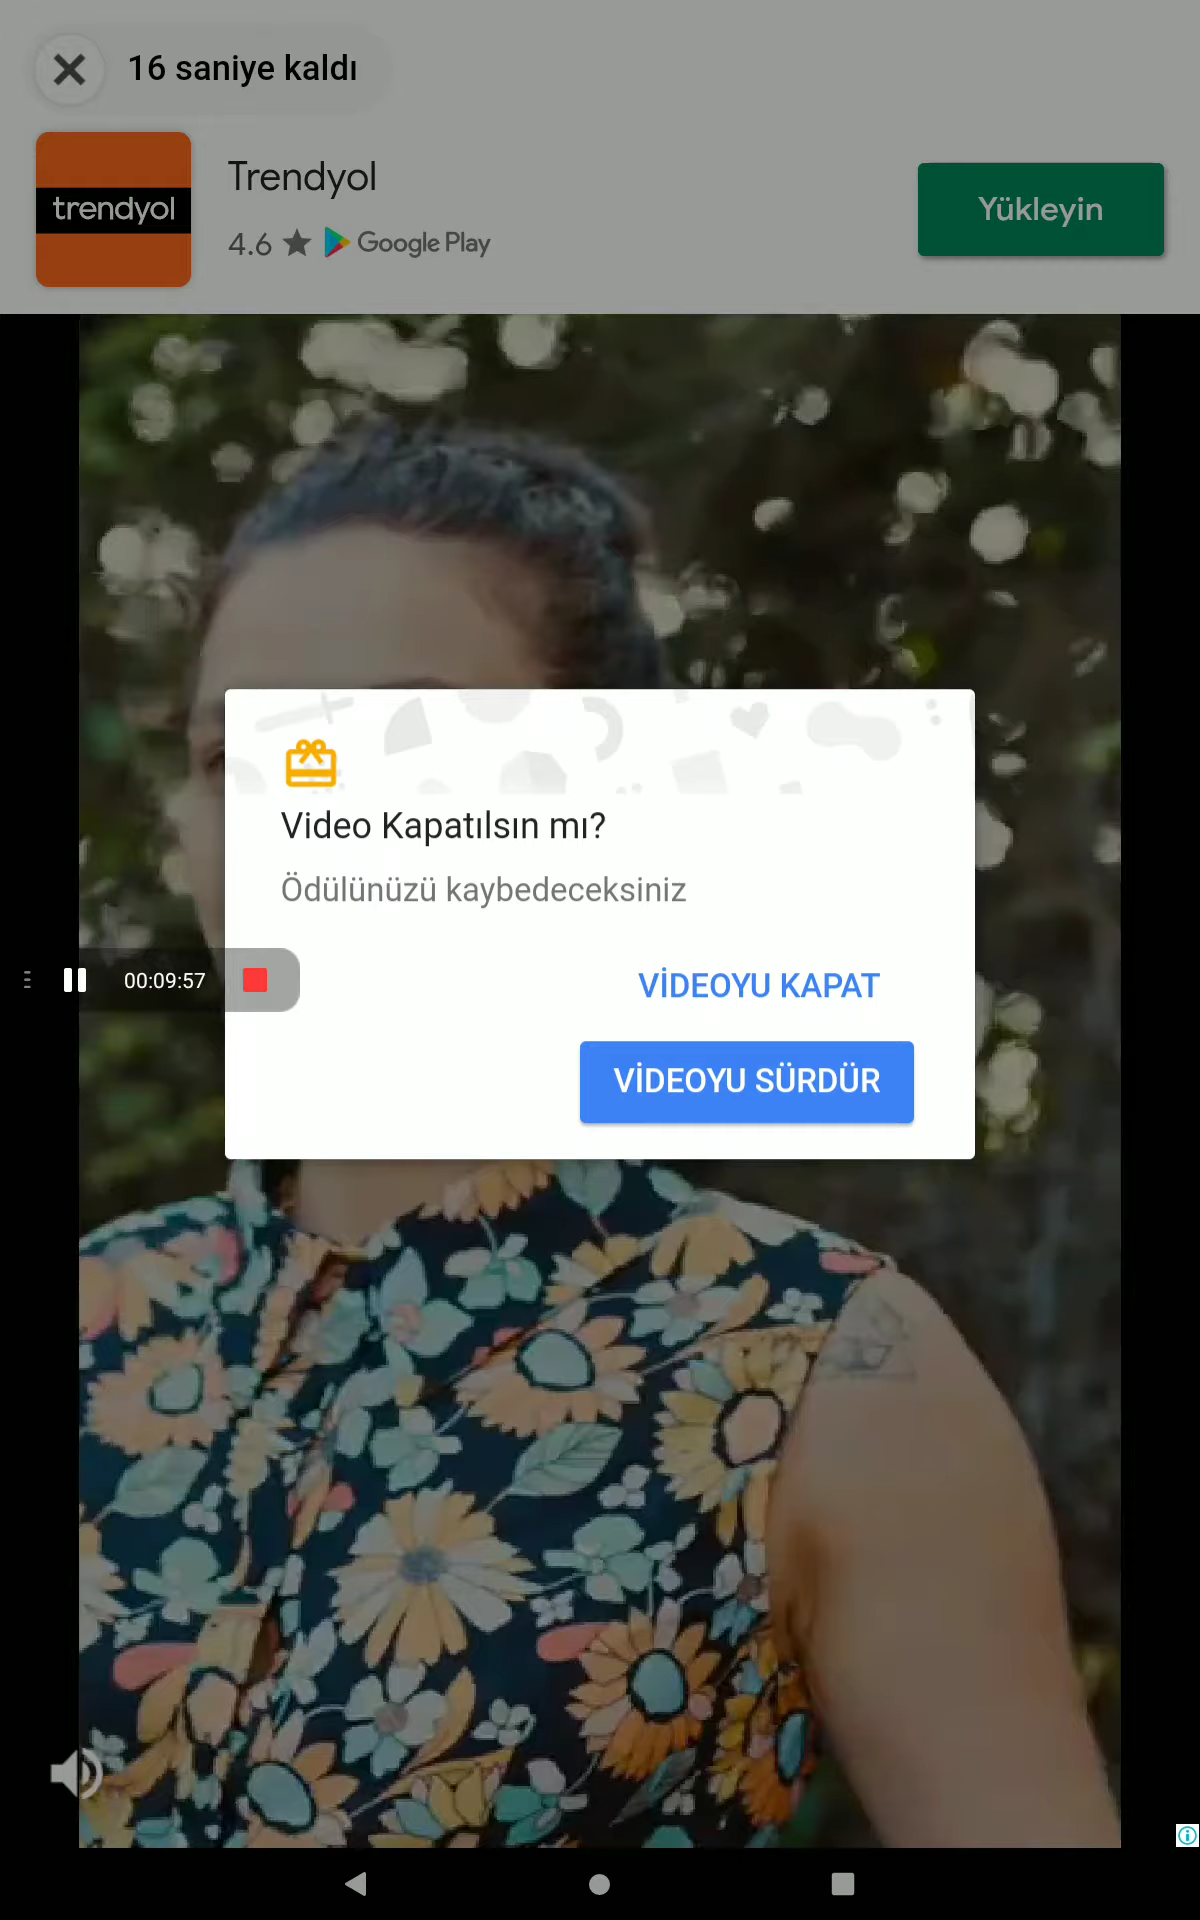 16 saniye kaldı
trendyol
Trendyol
4.6 ★ Google Play
Yükleyin
Video Kapatılsın mı?
Ödülünüzü kaybedeceksiniz
00:09:57
VİDEOYU KAPAT
VİDEOYU SÜRDÜR